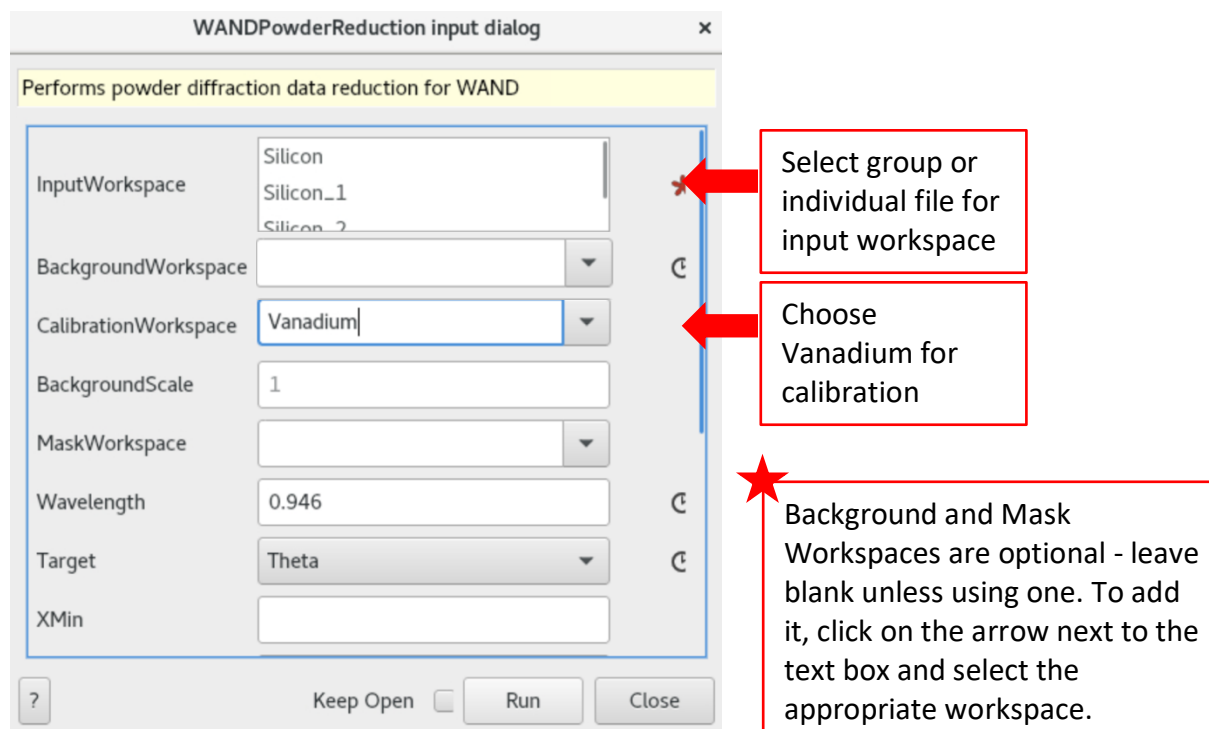 WANDPowderReduction input dialog ×
Performs powder diffraction data reduction for WAND
InputWorkspace
Silicon
Silicon_1
Silicon_2
BackgroundWorkspace
CalibrationWorkspace Vanadium
BackgroundScale 1
MaskWorkspace
Wavelength 0.946
Target Theta
XMin
? Keep Open Run Close
Select group or
individual file for
input workspace
Choose
Vanadium for
calibration
Background and Mask
Workspaces are optional - leave
blank unless using one. To add
it, click on the arrow next to the
text box and select the
appropriate workspace.